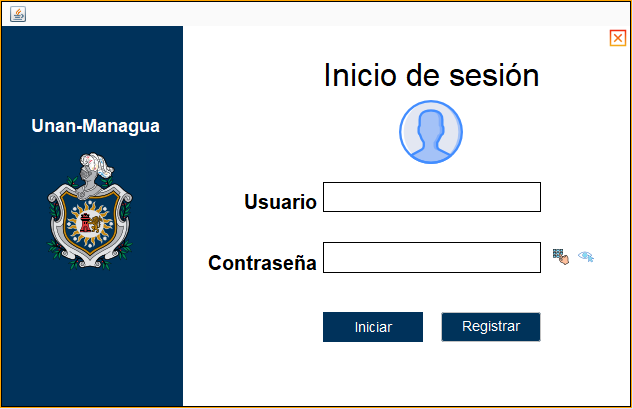 Unan-Managua
Inicio de sesión
Usuario
Contraseña
Iniciar
Registrar